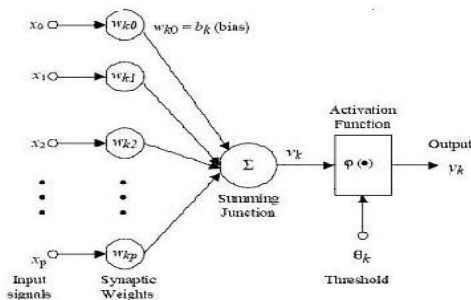 x0 wk0 wk0 = bk (bias)
x1 wk1
Activation
Function
x2 wk2 Σ vk φ (•) Output
yk
Summing
Junction
xp wkp θk
Input
signals
Synaptic
Weights
Threshold